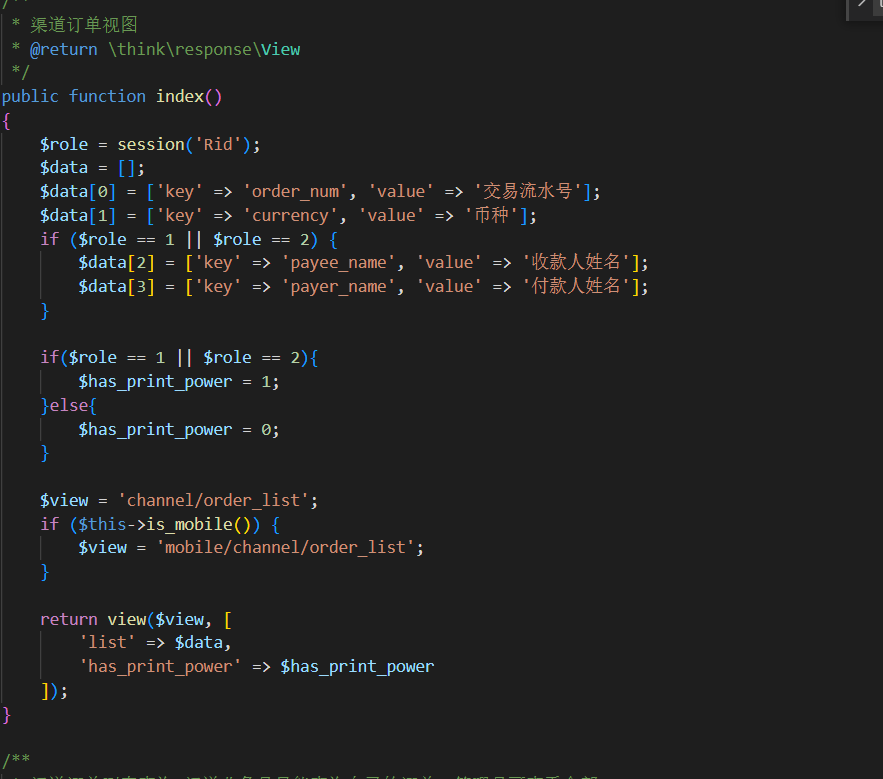 /**
 * 渠道订单视图
 * @return \think\response\View
 */
public function index()
{
    $role = session('Rid');
    $data = [];
    $data[0] = ['key' => 'order_num', 'value' => '交易流水号'];
    $data[1] = ['key' => 'currency', 'value' => '币种'];
    if ($role == 1 || $role == 2) {
        $data[2] = ['key' => 'payee_name', 'value' => '收款人姓名'];
        $data[3] = ['key' => 'payer_name', 'value' => '付款人姓名'];
    }
    if($role == 1 || $role == 2){
        $has_print_power = 1;
    }else{
        $has_print_power = 0;
    }
    $view = 'channel/order_list';
    if ($this->is_mobile()) {
        $view = 'mobile/channel/order_list';
    }
    return view($view, [
        'list' => $data,
        'has_print_power' => $has_print_power
    ]);
}
/**